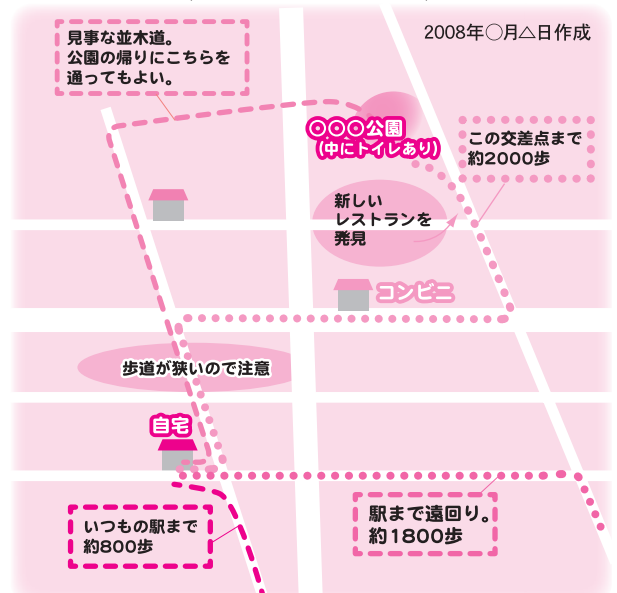 2008年○月△日作成
見事な並木道。
公園の帰りにこちらを
通ってもよい。
○○○公園
(中にトイレあり)
この交差点まで
約2000歩
新しい
レストランを
発見
コンビニ
歩道が狭いので注意
自宅
いつもの駅まで
約800歩
駅まで遠回り。
約1800歩